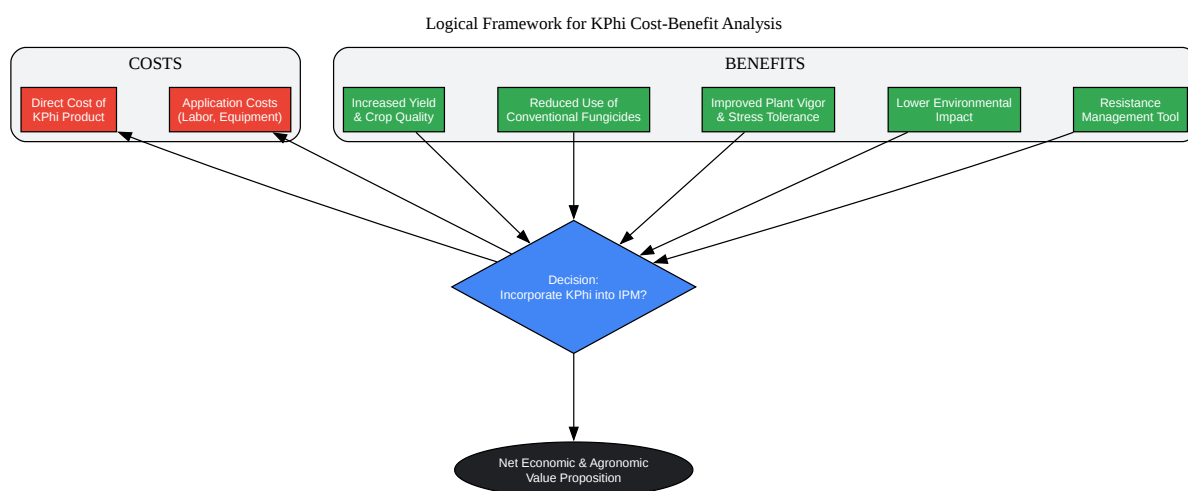 Logical Framework for KPhi Cost-Benefit Analysis
COSTS
Direct Cost of
KPhi Product
Application Costs
(Labor, Equipment)
BENEFITS
Increased Yield
& Crop Quality
Reduced Use of
Conventional Fungicides
Improved Plant Vigor
& Stress Tolerance
Lower Environmental
Impact
Resistance
Management Tool
Decision:
Incorporate KPhi into IPM?
Net Economic & Agronomic
Value Proposition